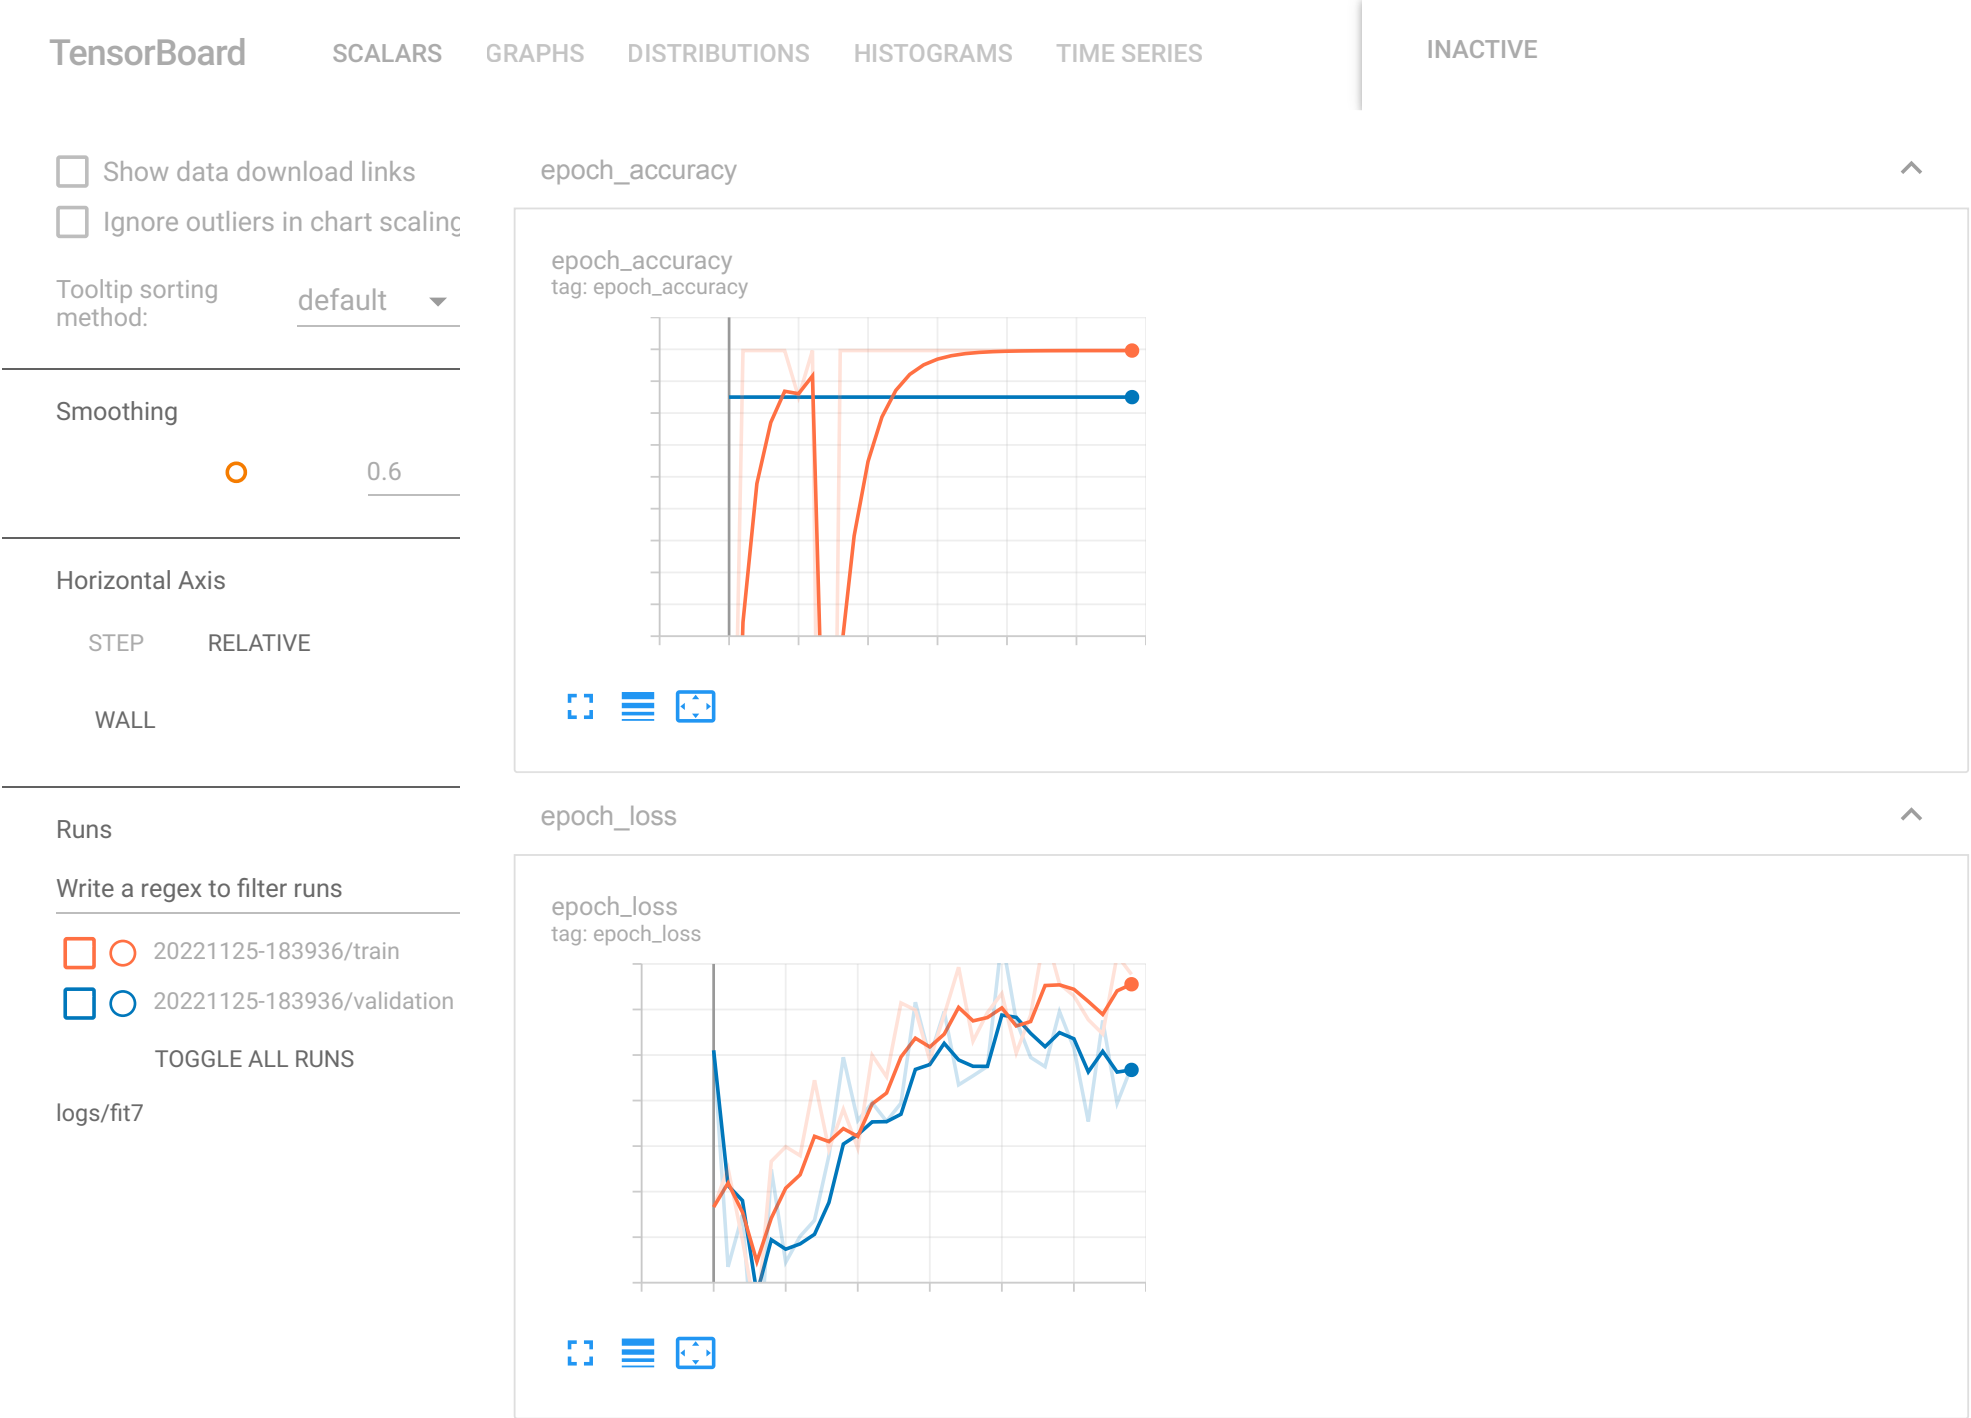 TensorBoard SCALARS GRAPHS DISTRIBUTIONS HISTOGRAMS TIME SERIES INACTIVE
Show data download links
Ignore outliers in chart scaling
Tooltip sorting
method:
default
Smoothing
0.6
Horizontal Axis
STEP RELATIVE
WALL
Runs
Write a regex to filter runs
20221125-183936/train
20221125-183936/validation
TOGGLE ALL RUNS
logs/fit7
epoch_accuracy
epoch_accuracy
tag: epoch_accuracy
epoch_loss
epoch_loss
tag: epoch_loss